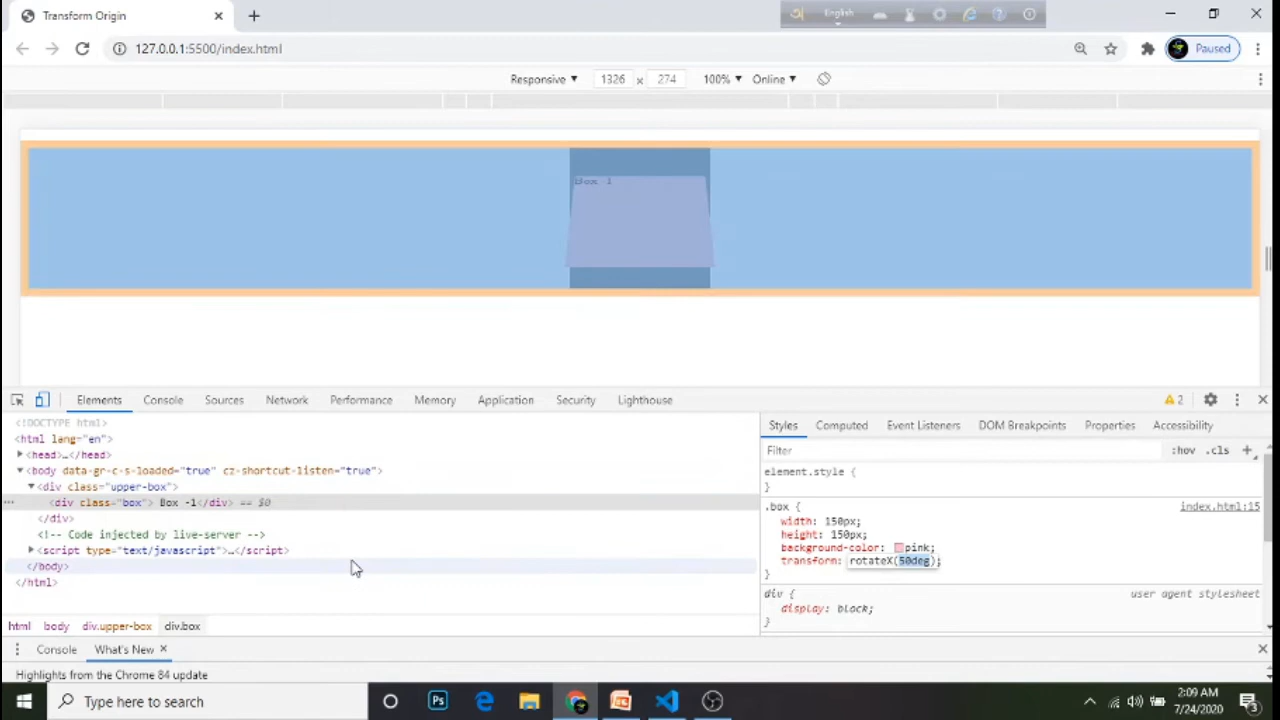 Transform Origin
English
127.0.0.1:5500/index.html
Paused
Responsive 1326 x 274 100% Online
Box -1
Elements Console Sources Network Performance Memory Application Security Lighthouse 2
<!DOCTYPE html>
<html lang="en">
<head>…</head>
<body data-gr-c-s-loaded="true" cz-shortcut-listen="true">
<div class="upper-box">
<div class="box"> Box -1</div> == $0
</div>
<!-- Code injected by live-server -->
<script type="text/javascript">…</script>
</body>
</html>
html body div.upper-box div.box
Styles Computed Event Listeners DOM Breakpoints Properties Accessibility
Filter :hov .cls +
element.style {
}
.box { index.html:15
width: 150px;
height: 150px;
background-color: pink;
transform: rotateX(50deg);
}
div { user agent stylesheet
display: block;
}
Console What's New
Highlights from the Chrome 84 update
Type here to search
Ps
2:09 AM
7/24/2020
3